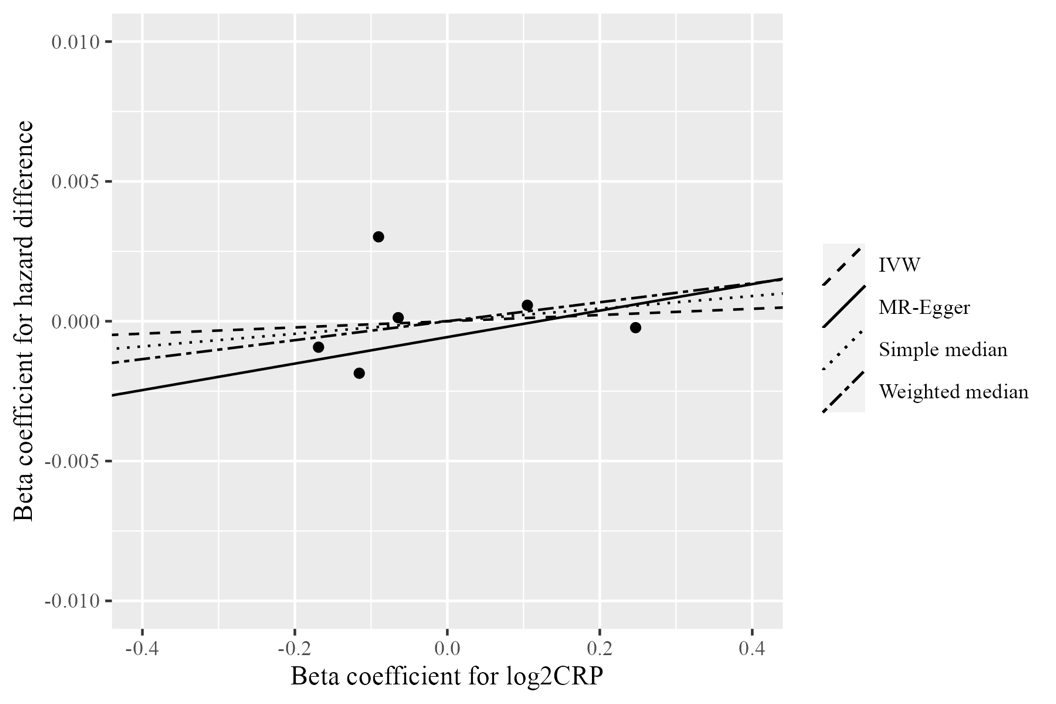 0.010
0.005
0.000
-0.005
-0.010
Beta coefficient for hazard difference
-0.4
-0.2
0.0
0.2
0.4
Beta coefficient for log2CRP
IVW
MR-Egger
Simple median
Weighted median